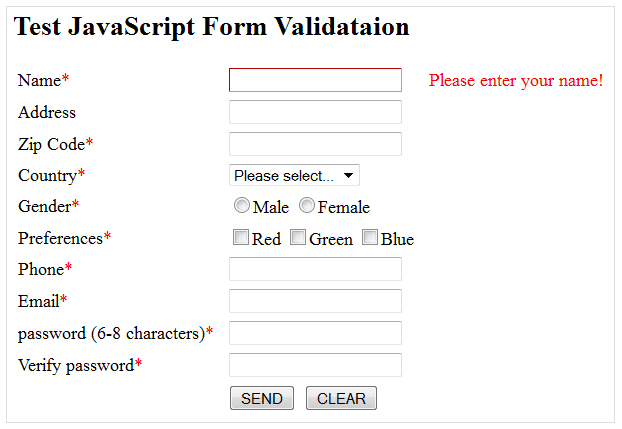 Test JavaScript Form Validataion
Name* Please enter your name!
Address
Zip Code*
Country* Please select...
Gender* Male Female
Preferences* Red Green Blue
Phone*
Email*
password (6-8 characters)*
Verify password*
SEND CLEAR